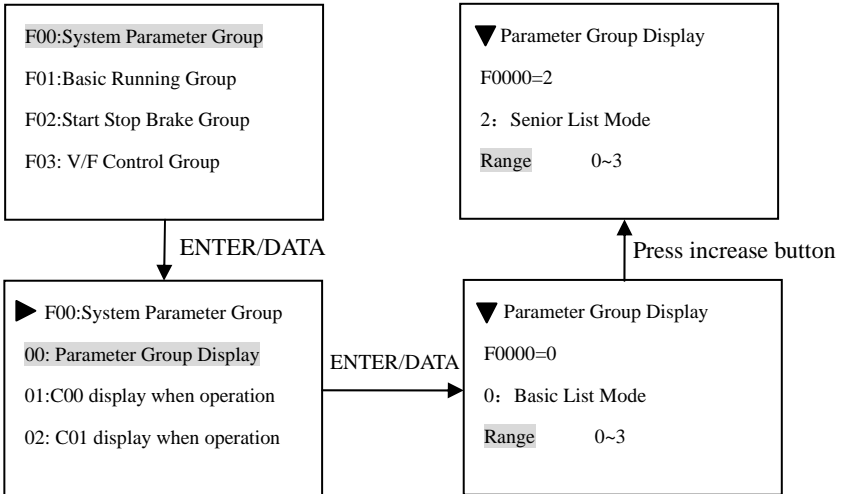 F00:System Parameter Group
F01:Basic Running Group
F02:Start Stop Brake Group
F03: V/F Control Group
ENTER/DATA
▶ F00:System Parameter Group
00: Parameter Group Display
01:C00 display when operation
02: C01 display when operation
ENTER/DATA
▼ Parameter Group Display
F0000=0
0：Basic List Mode
Range 0~3
Press increase button
▼ Parameter Group Display
F0000=2
2：Senior List Mode
Range 0~3